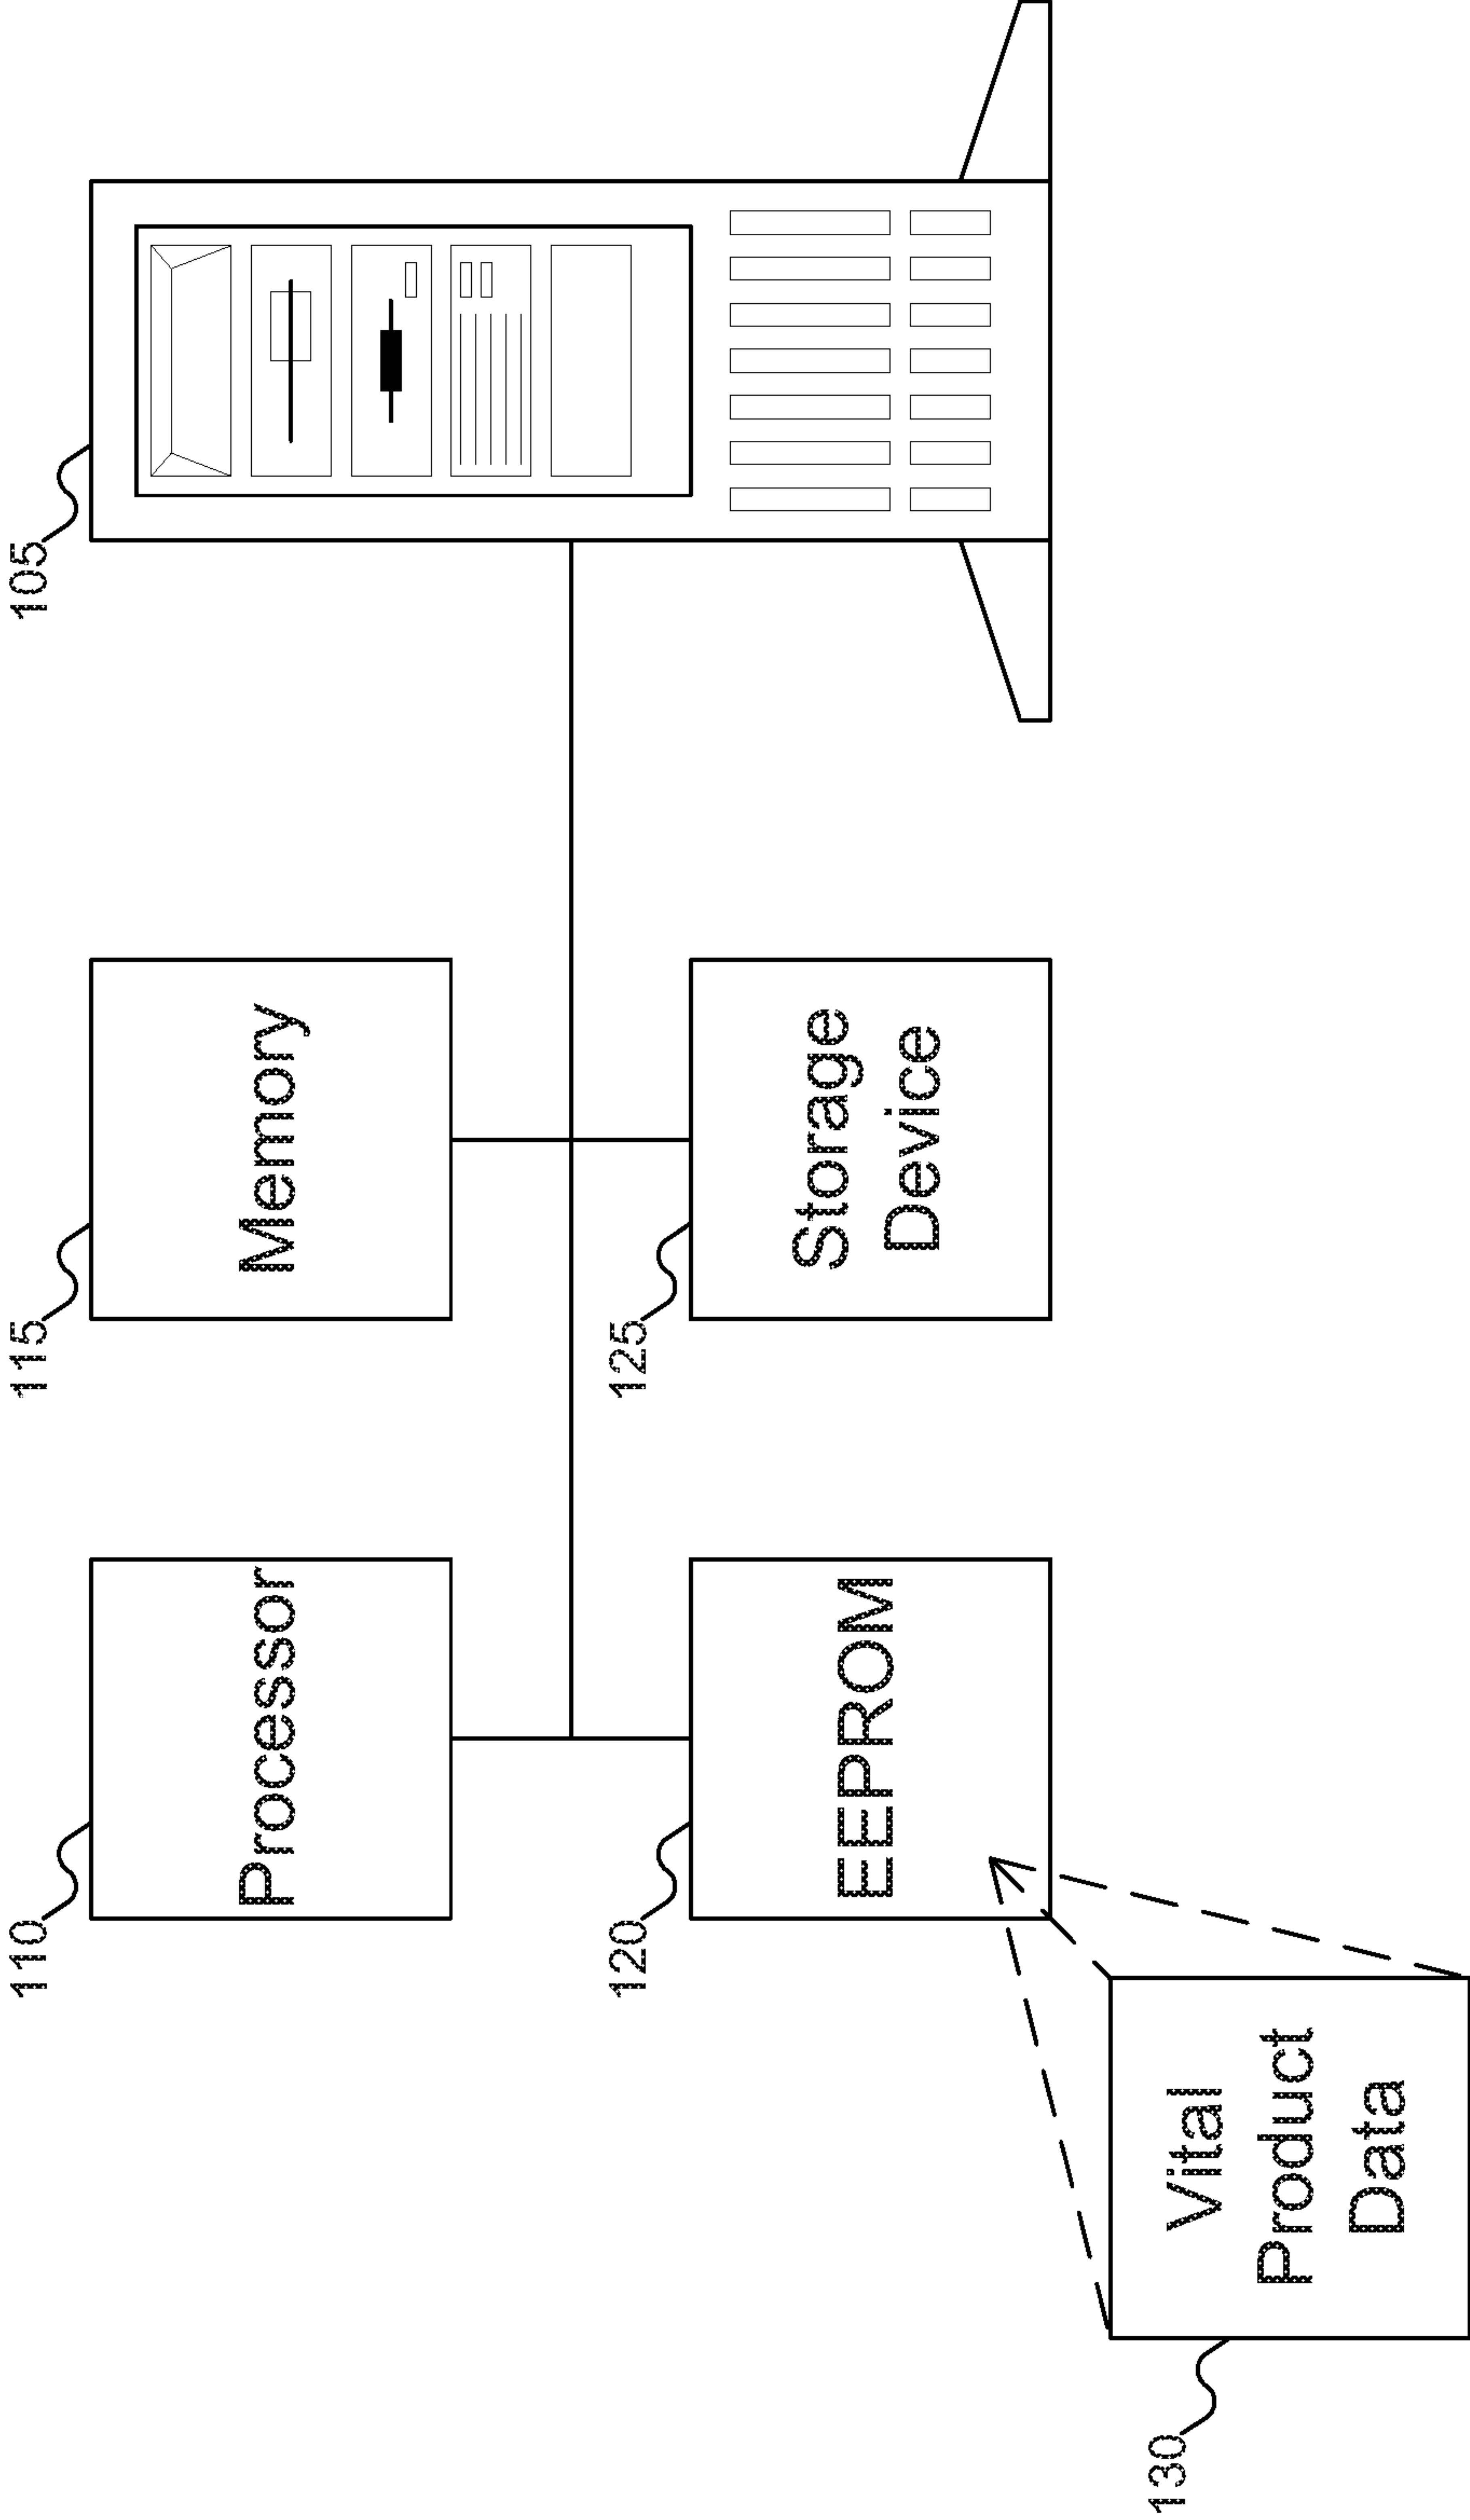 105
115
Memory
125
Storage
Device
110
Processor
120
EEPROM
130
Vital
Product
Data